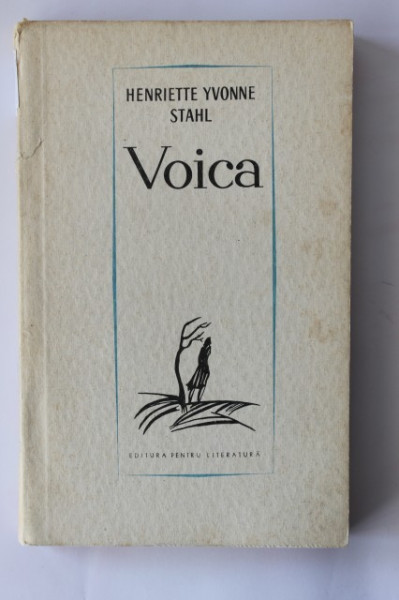 HENRIETTE YVONNE
STAHL
Voica
EDITURA PENTRU LITERATURĂ